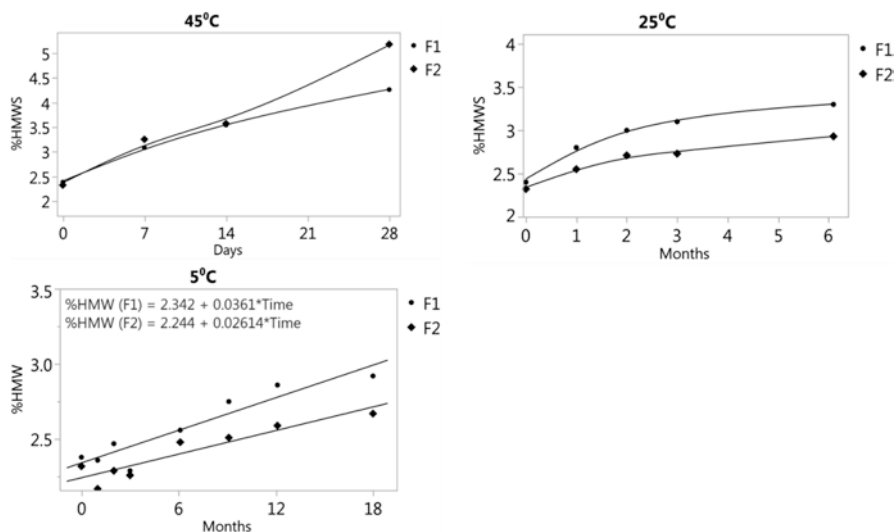 45⁰C
5
4.5
4
3.5
3
2.5
2
%HMWS
0 7 14 21 28
Days
F1
F2
25⁰C
4
3.5
3
2.5
2
%HMWS
0 1 2 3 4 5 6
Months
F1
F2
5⁰C
%HMW (F1) = 2.342 + 0.0361*Time
%HMW (F2) = 2.244 + 0.02614*Time
3.5
3.0
2.5
%HMW
0 6 12 18
Months
F1
F2